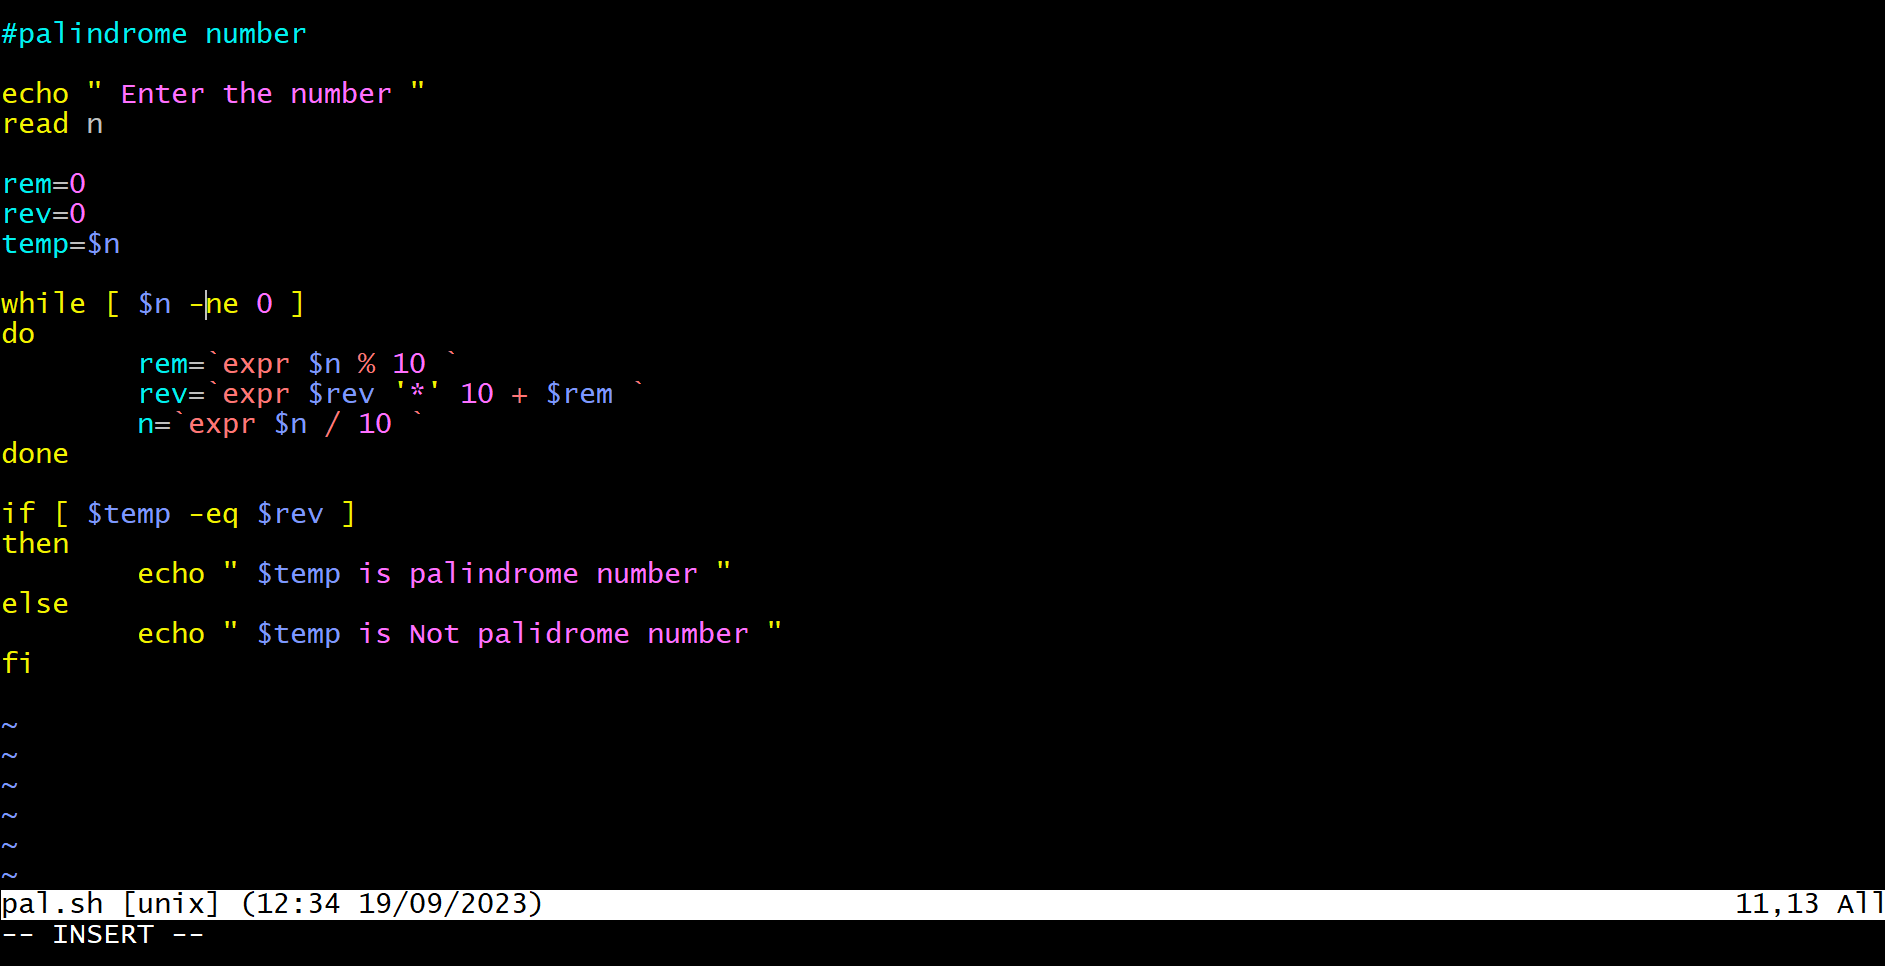 #palindrome number
echo " Enter the number "
read n
rem=0
rev=0
temp=$n
while [ $n -ne 0 ]
do
        rem=`expr $n % 10 `
        rev=`expr $rev '*' 10 + $rem `
        n=`expr $n / 10 `
done
if [ $temp -eq $rev ]
then
        echo " $temp is palindrome number "
else
        echo " $temp is Not palidrome number "
fi
~
~
~
~
~
~
pal.sh [unix] (12:34 19/09/2023) 11,13 All
-- INSERT --